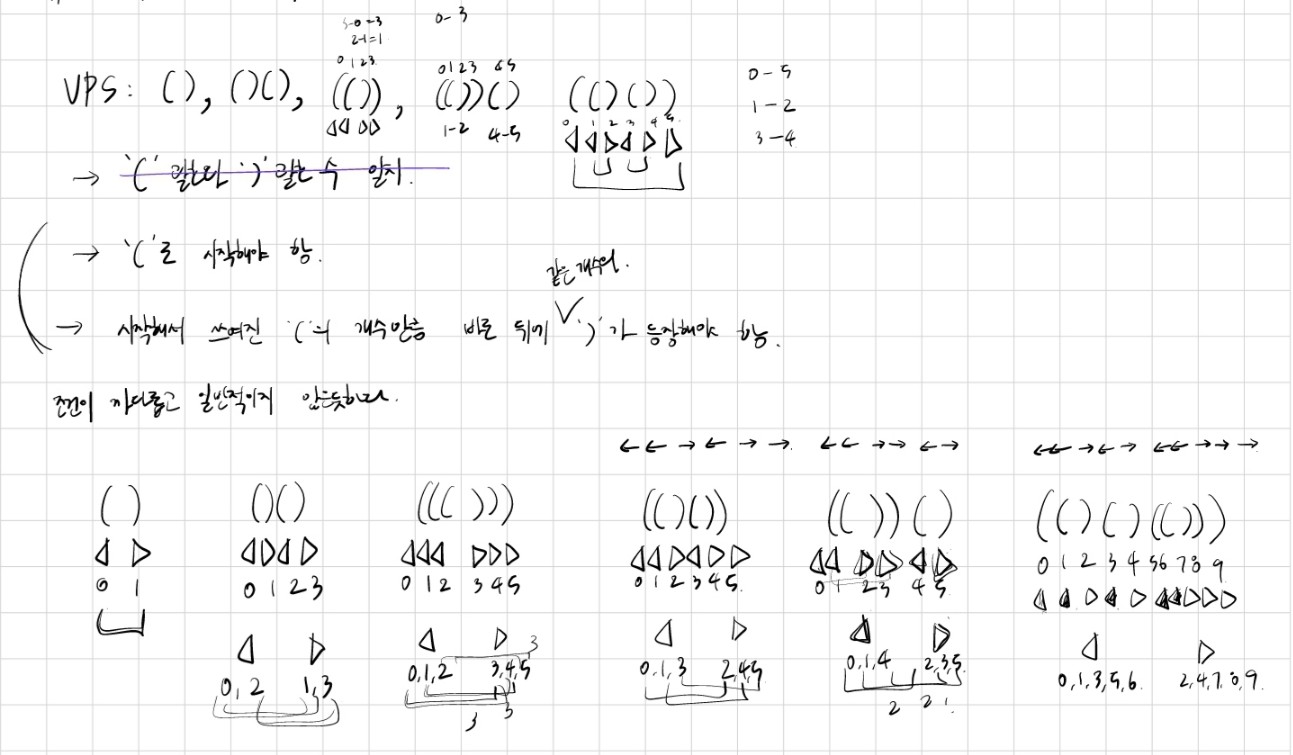 3-0=3
2-1=1
0-3
0 1 2 3
0 1 2 3 4 5
VPS: (), ()(), (()), (())() (()())
◁◁ ▷▷
1-2 4-5
0 1 2 3 4 5
◁◁▷◁▷▷
0-5
1-2
3-4
→ '(' 괄호와 ')' 괄호 수 일치.
→ '('로 시작해야 함.
같은 개수의.
→ 시작해서 쓰여진 '('의 개수만큼 바로 뒤에 ∨ ')'가 등장해야 함.
조건이 까다롭고 일반적이지 않은듯하다.
←←→←→→ ←←→→←→ ←←→←→←←→→→
() ()() ((())) (()()) (())() (()()(()))
◁ ▷ ◁▷◁▷ ◁◁◁ ▷▷▷ ◁◁▷◁▷▷ ◁◁ ▷▷ ◁▷ 0 1 2 3 4 5 6 7 8 9
0 1 0 1 2 3 0 1 2 3 4 5 0 1 2 3 4 5 0 1 2 3 4 5 ◁◁▷◁▷◁◁▷▷▷
◁ ▷ ◁ ▷ ◁ ▷ ◁ ▷ ◁ ▷
0, 2 1, 3 0,1,2 3,4,5 0,1,3 2,4,5 0,1,4 2,3,5 0,1,3,5,6. 2,4,7,8,9.
3
3 3
2 2 1